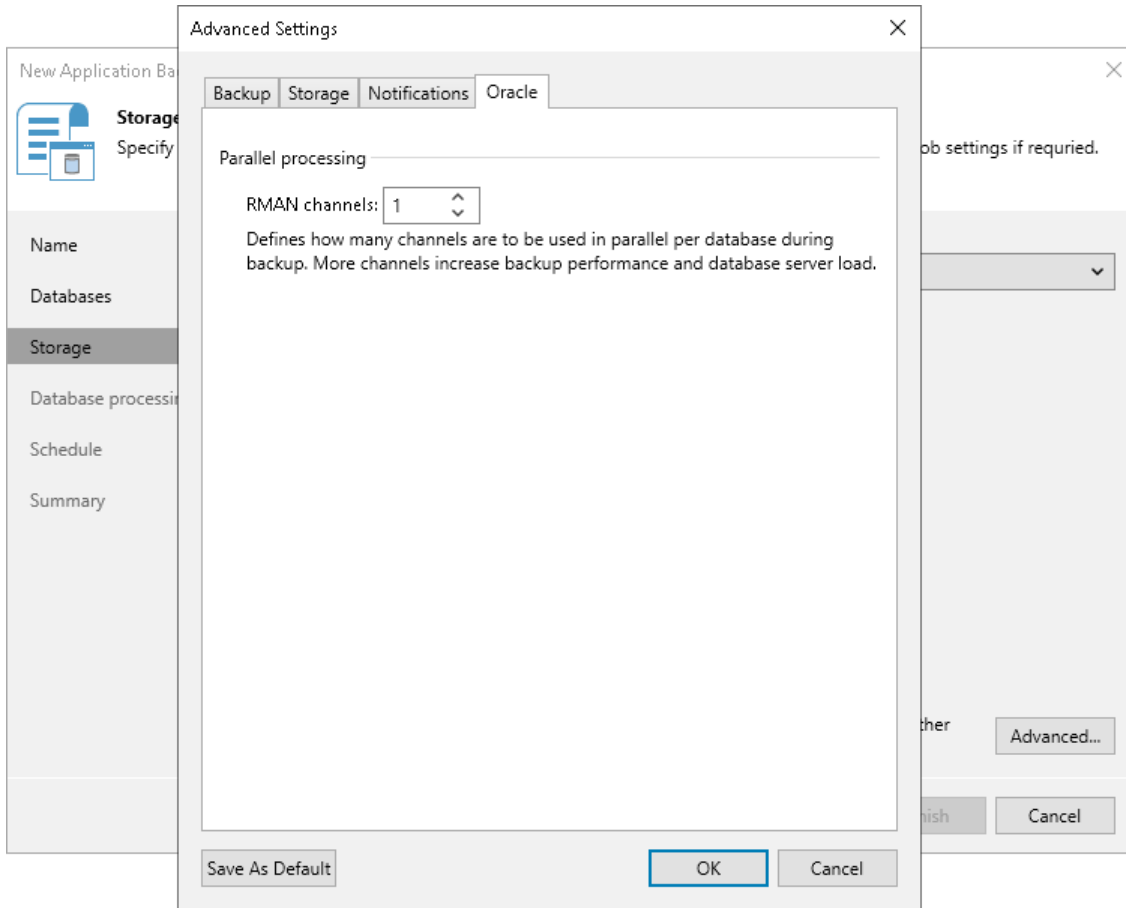 Advanced Settings
New Application Ba
Storage
Specify
ob settings if requried.
Backup Storage Notifications Oracle
Parallel processing
RMAN channels: 1
Defines how many channels are to be used in parallel per database during
backup. More channels increase backup performance and database server load.
Name
Databases
Storage
Database processin
Schedule
Summary
ther
Advanced...
nish
Cancel
Save As Default
OK
Cancel